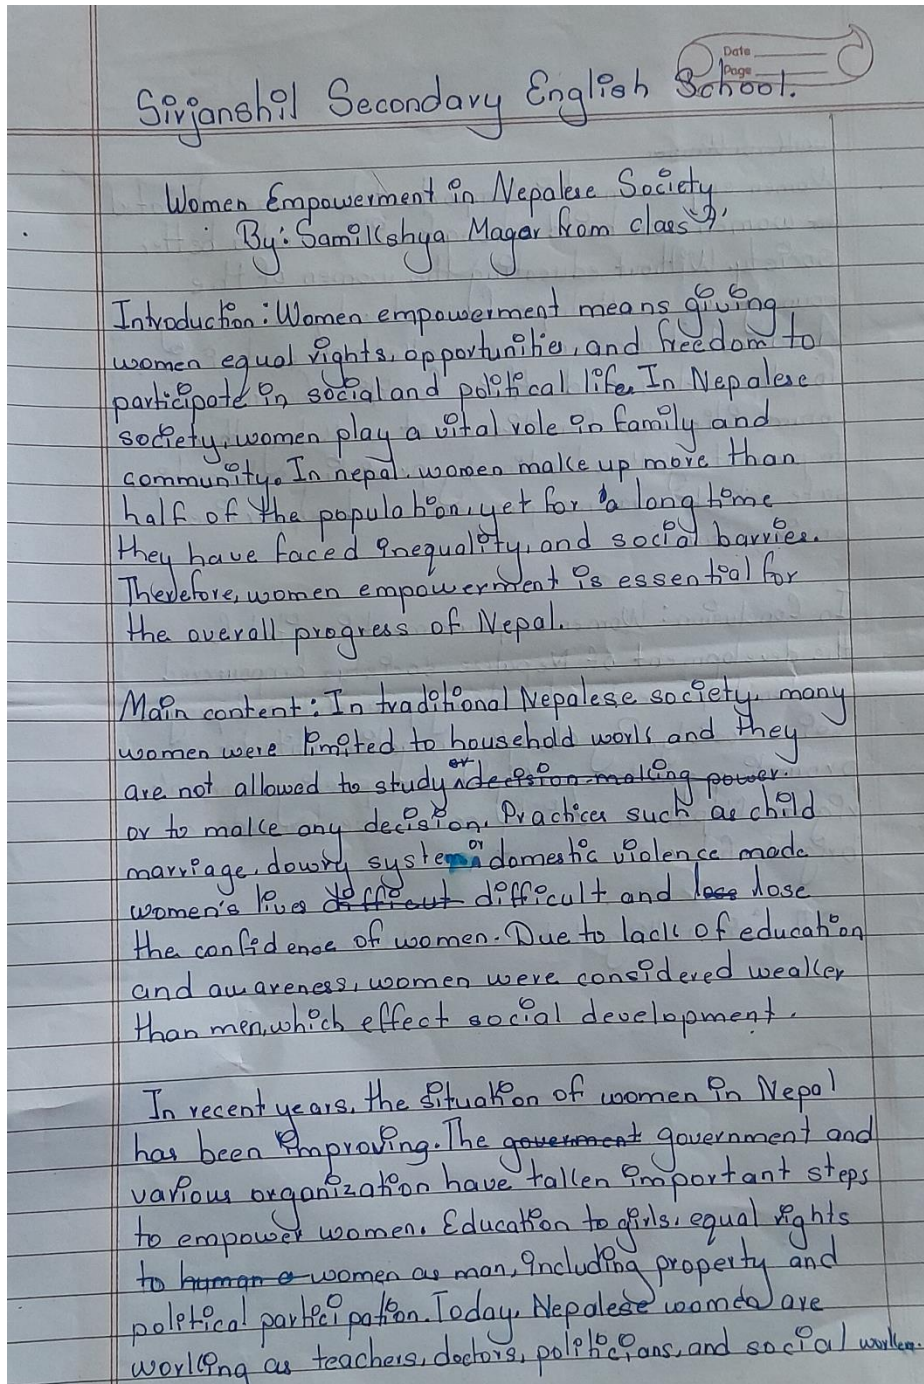 Date
Page
Sirjanshil Secondary English School.
Women Empowerment in Nepalese Society
By: Samikshya Magar from class '9'
Introduction: Women empowerment means giving
women equal rights, opportunitie, and freedom to
participate in social and political life. In Nepalese
society, women play a vital role in family and
community. In nepal, women make up more than
half of the population, yet for a long time
they have faced inequality, and social barries.
Therefore, women empowerment is essential for
the overall progress of Nepal.
Main content: In traditional Nepalese society, many
women were limited to household work and they
are not allowed to study or decision-making power.
or to make any decision. Practices such as child
marriage, dowry system or domestic violence made
women's lives difficut difficult and loss lose
the confidence of women. Due to lack of education
and awareness, women were considered weaker
than men, which effect social development.
In recent years, the situation of women in Nepal
has been improving. The goverment government and
various organization have taken important steps
to empower women. Education to girls, equal rights
to human women as man, including property and
political participation. Today, Nepalese women are
working as teachers, doctors, politicians, and social worker.